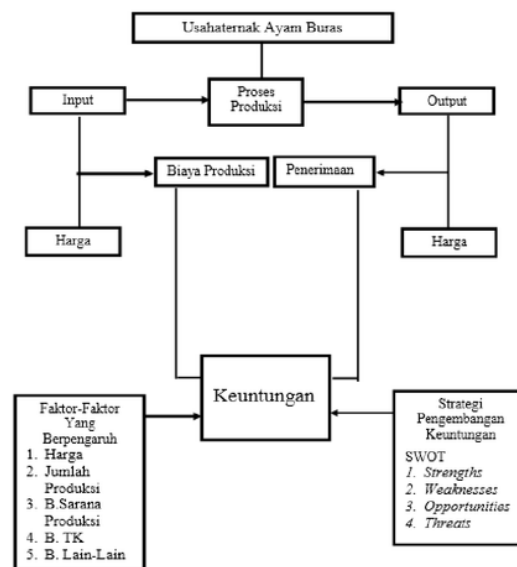 Usahaternak Ayam Buras
Input
Proses
Produksi
Output
Biaya Produksi
Penerimaan
Harga
Harga
Keuntungan
Faktor-Faktor
Yang
Berpengaruh
1. Harga
2. Jumlah
Produksi
3. B.Sarana
Produksi
4. B. TK
5. B. Lain-Lain
Strategi
Pengembangan
Keuntungan
SWOT
1. Strengths
2. Weaknesses
3. Opportunities
4. Threats